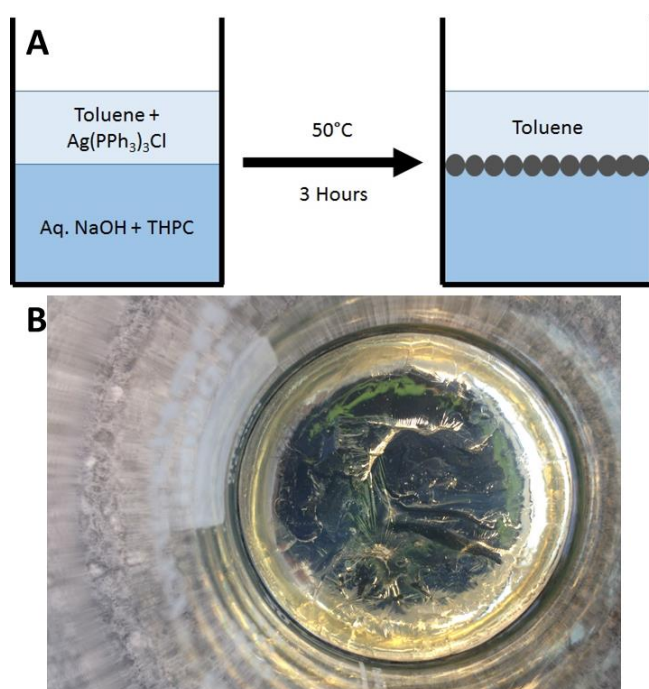 A
Toluene +
Ag(PPh₃)₃Cl
Aq. NaOH + THPC
50°C
3 Hours
Toluene
B